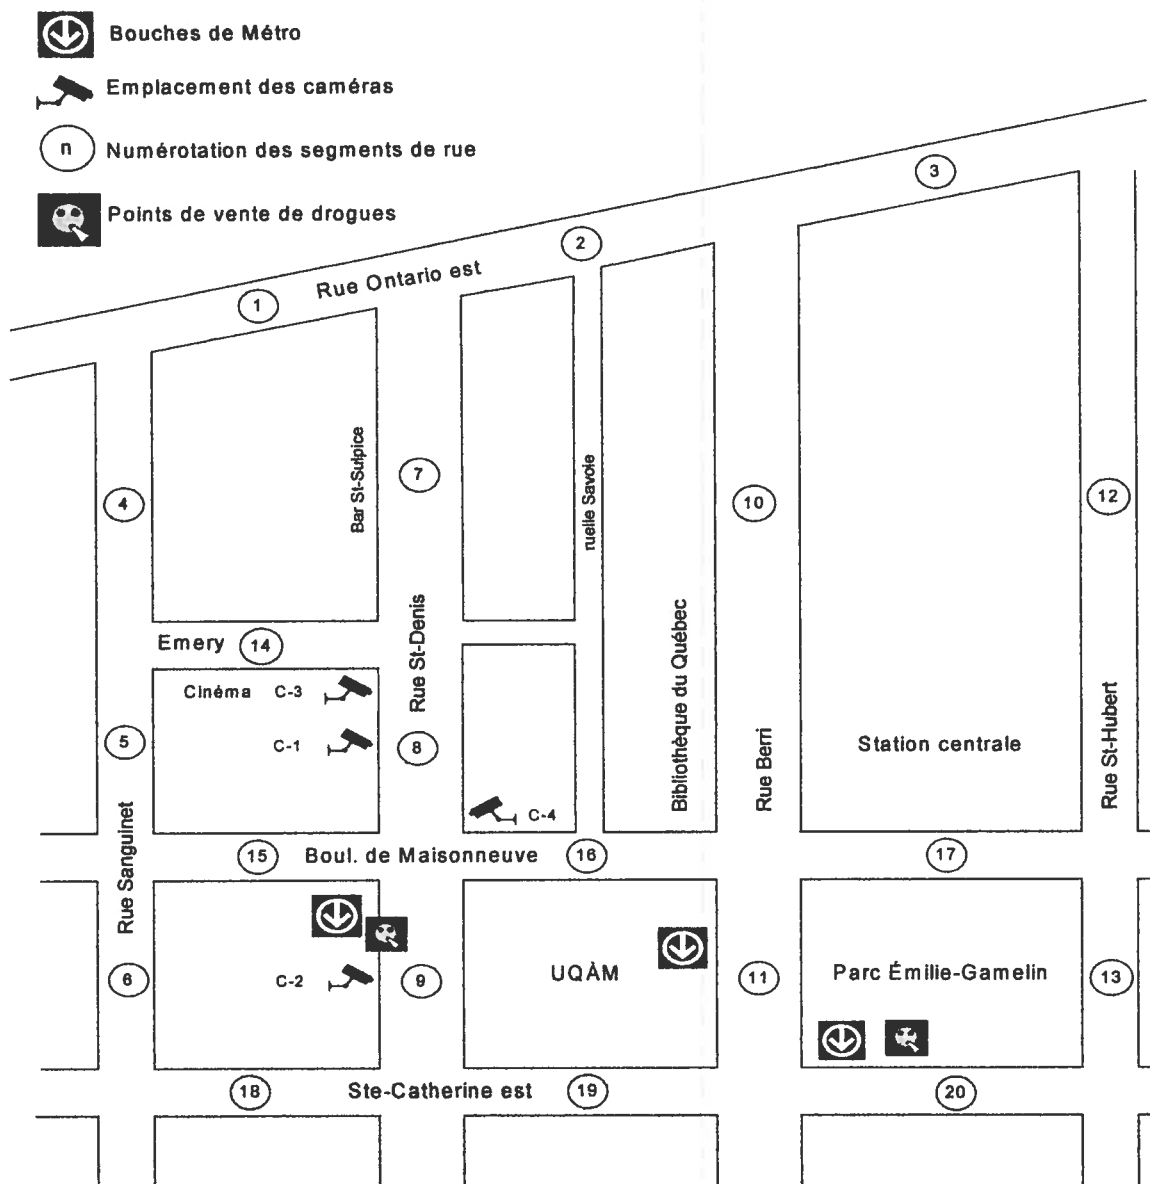 Bouches de Métro
Emplacement des caméras
n
Numérotation des segments de rue
Points de vente de drogues
3
2
Rue Ontario est
1
Bar St-Sulpice
7
ruelle Savoie
4
10
12
Rue St-Denis
Emery
14
Bibliothèque du Québec
Cinéma
C-3
C-1
5
8
Rue Berri
Station centrale
Rue St-Hubert
C-4
Rue Sanguinet
15
Boul. de Maisonneuve
16
17
C-2
6
9
UQÀM
11
Parc Émilie-Gamelin
13
18
Ste-Catherine est
19
20